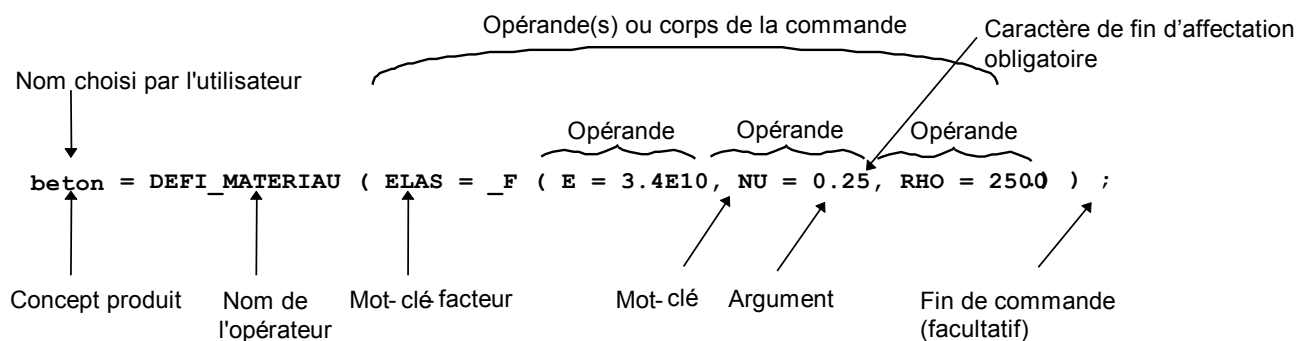 Opérande(s) ou corps de la commande
Caractère de fin d'affectation
obligatoire
Nom choisi par l'utilisateur
Opérande Opérande Opérande
beton = DEFI_MATERIAU ( ELAS = _F ( E = 3.4E10, NU = 0.25, RHO = 2500.) ) ;
Concept produit
Nom de
l'opérateur
Mot-clé-facteur
Mot-clé
Argument
Fin de commande
(facultatif)